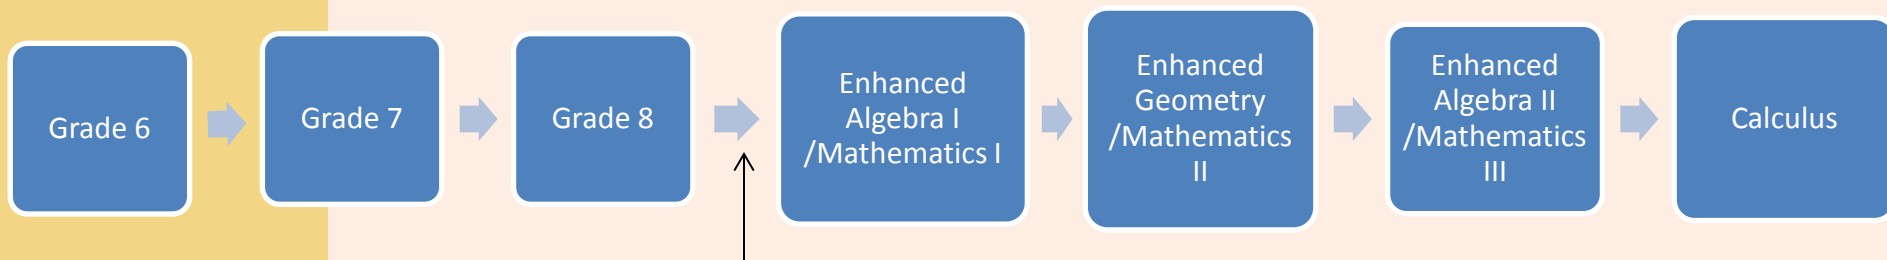 Grade 6
Grade 7
Grade 8
Enhanced
Algebra I
/Mathematics I
Enhanced
Geometry
/Mathematics
II
Enhanced
Algebra II
/Mathematics
III
Calculus